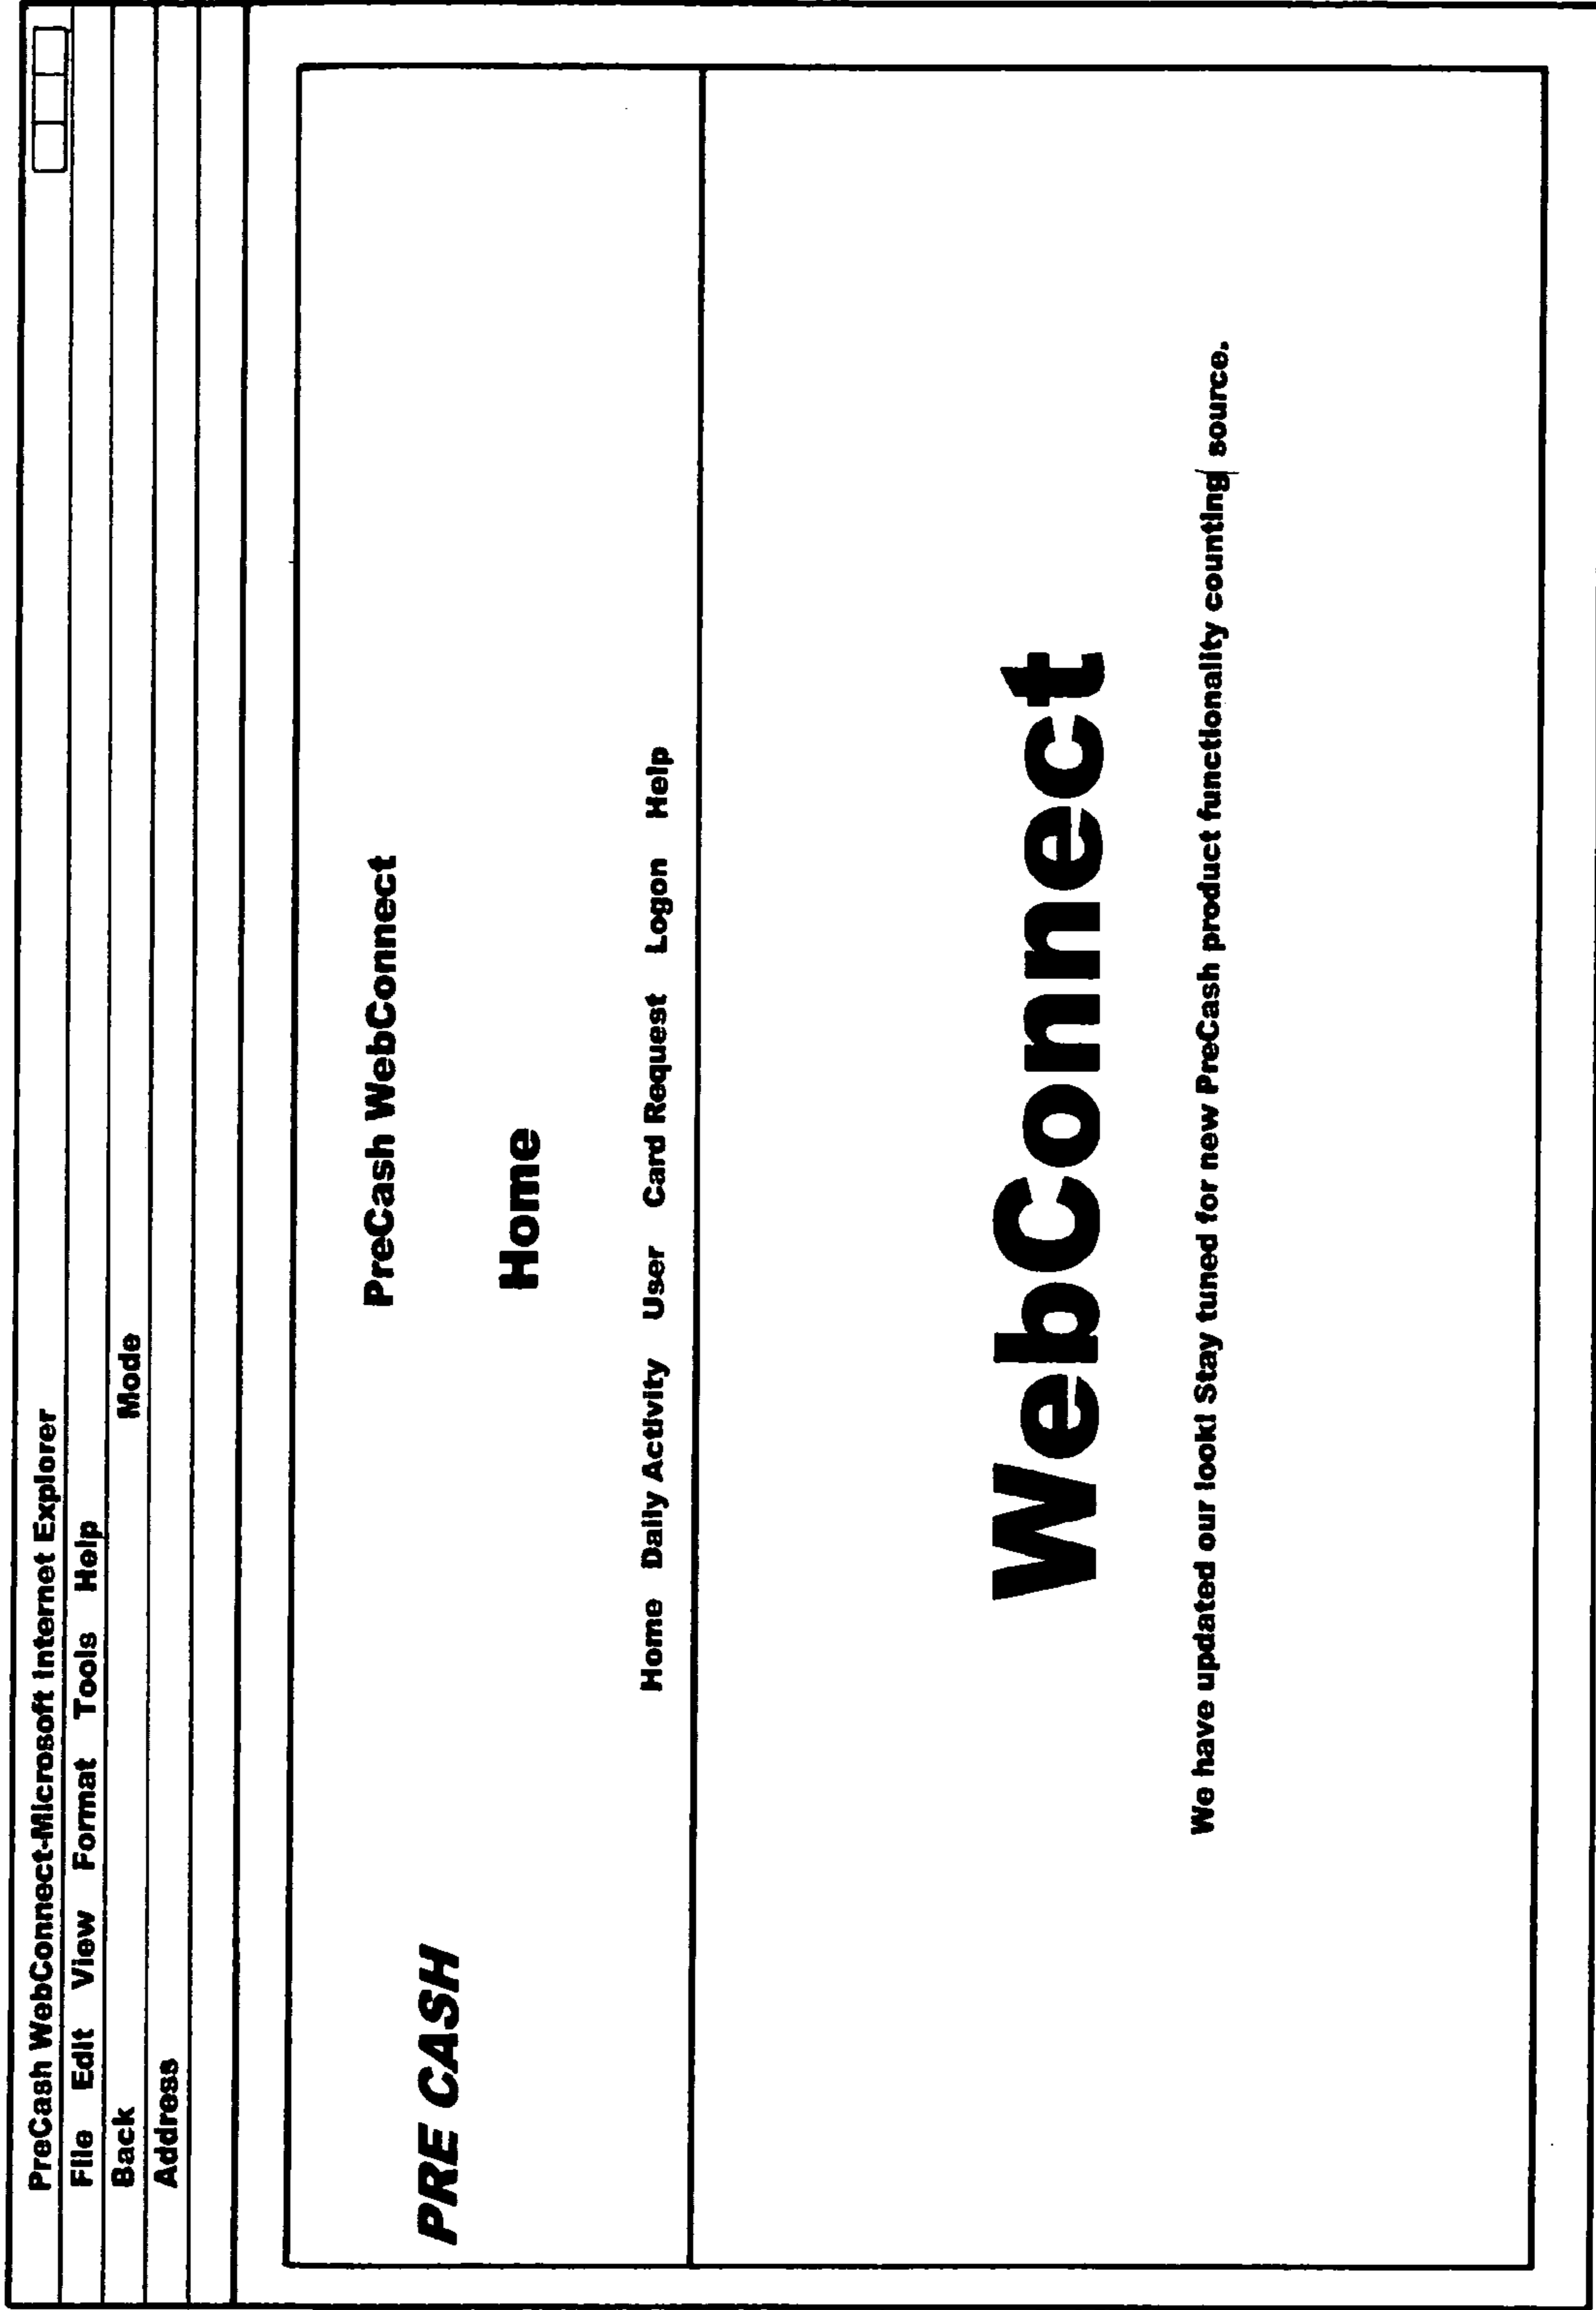 PreCash WebConnect-Microsoft Internet Explorer
File Edit View Format Tools Help
Back Mode
Address
PreCash WebConnect
PRE CASH
Home
Home Daily Activity User Card Request Logon Help
WebConnect
We have updated our look! Stay tuned for new PreCash product functionality counting source.